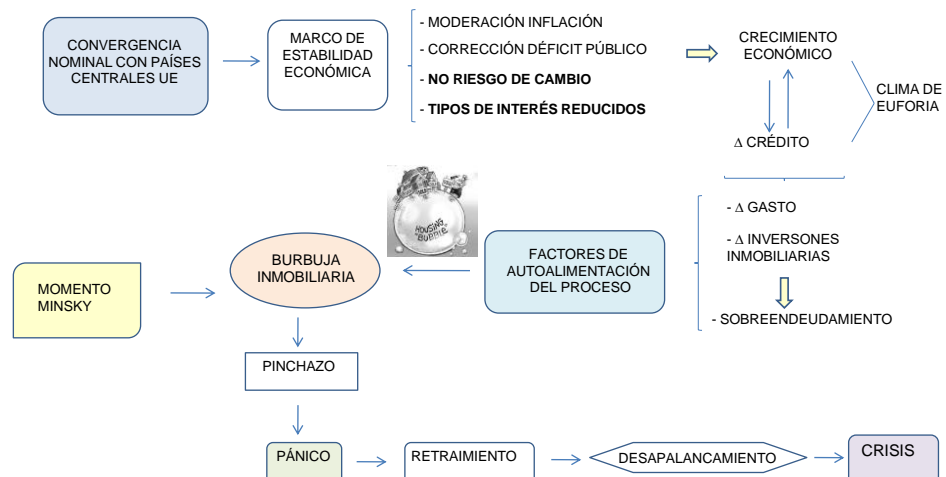 CONVERGENCIA
NOMINAL CON PAÍSES
CENTRALES UE
MARCO DE
ESTABILIDAD
ECONÓMICA
- MODERACIÓN INFLACIÓN
- CORRECCIÓN DÉFICIT PÚBLICO
- NO RIESGO DE CAMBIO
- TIPOS DE INTERÉS REDUCIDOS
CRECIMIENTO
ECONÓMICO
CLIMA DE
EUFORIA
∆ CRÉDITO
- ∆ GASTO
- ∆ INVERSONES
INMOBILIARIAS
- SOBREENDEUDAMIENTO
FACTORES DE
AUTOALIMENTACIÓN
DEL PROCESO
HOUSING
"BUBBLE"
BURBUJA
INMOBILIARIA
MOMENTO
MINSKY
PINCHAZO
PÁNICO
RETRAIMIENTO
DESAPALANCAMIENTO
CRISIS